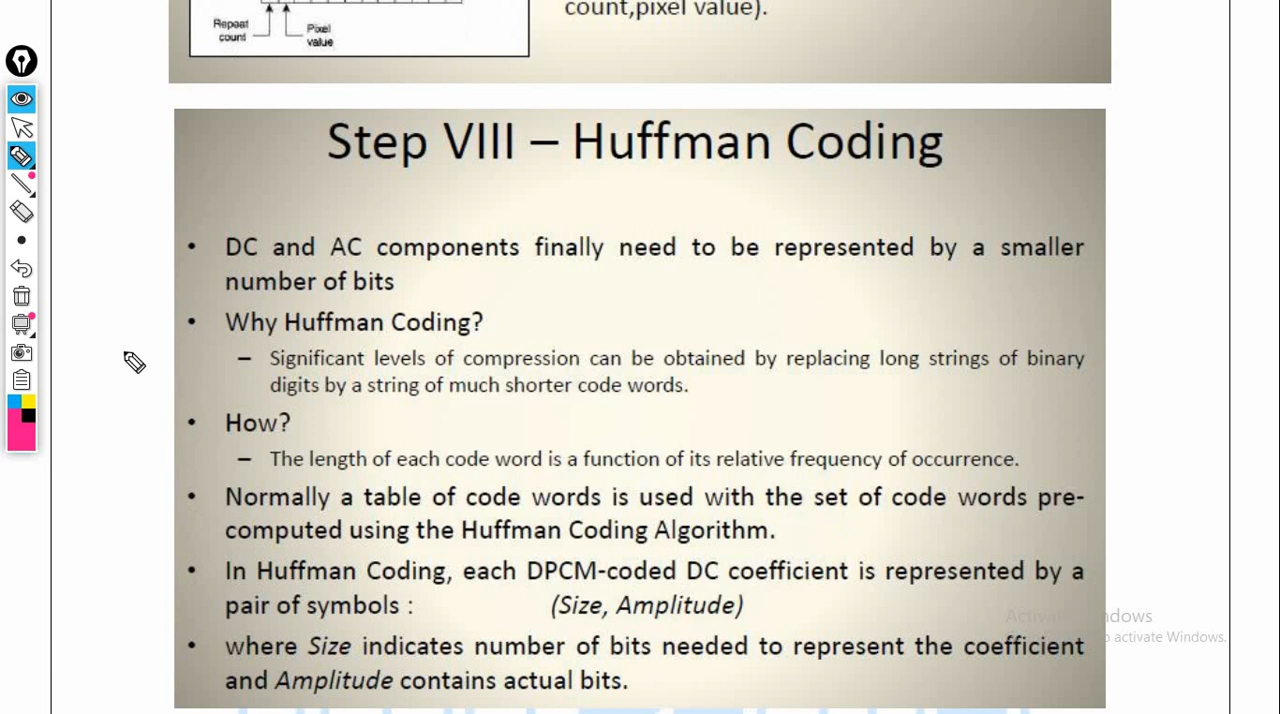 count,pixel value).
Repeat
count
Pixel
value
Step VIII – Huffman Coding
• DC and AC components finally need to be represented by a smaller
number of bits
• Why Huffman Coding?
– Significant levels of compression can be obtained by replacing long strings of binary
digits by a string of much shorter code words.
• How?
– The length of each code word is a function of its relative frequency of occurrence.
• Normally a table of code words is used with the set of code words pre-
computed using the Huffman Coding Algorithm.
• In Huffman Coding, each DPCM-coded DC coefficient is represented by a
pair of symbols : (Size, Amplitude)
• where Size indicates number of bits needed to represent the coefficient
and Amplitude contains actual bits.
to activate Windows.